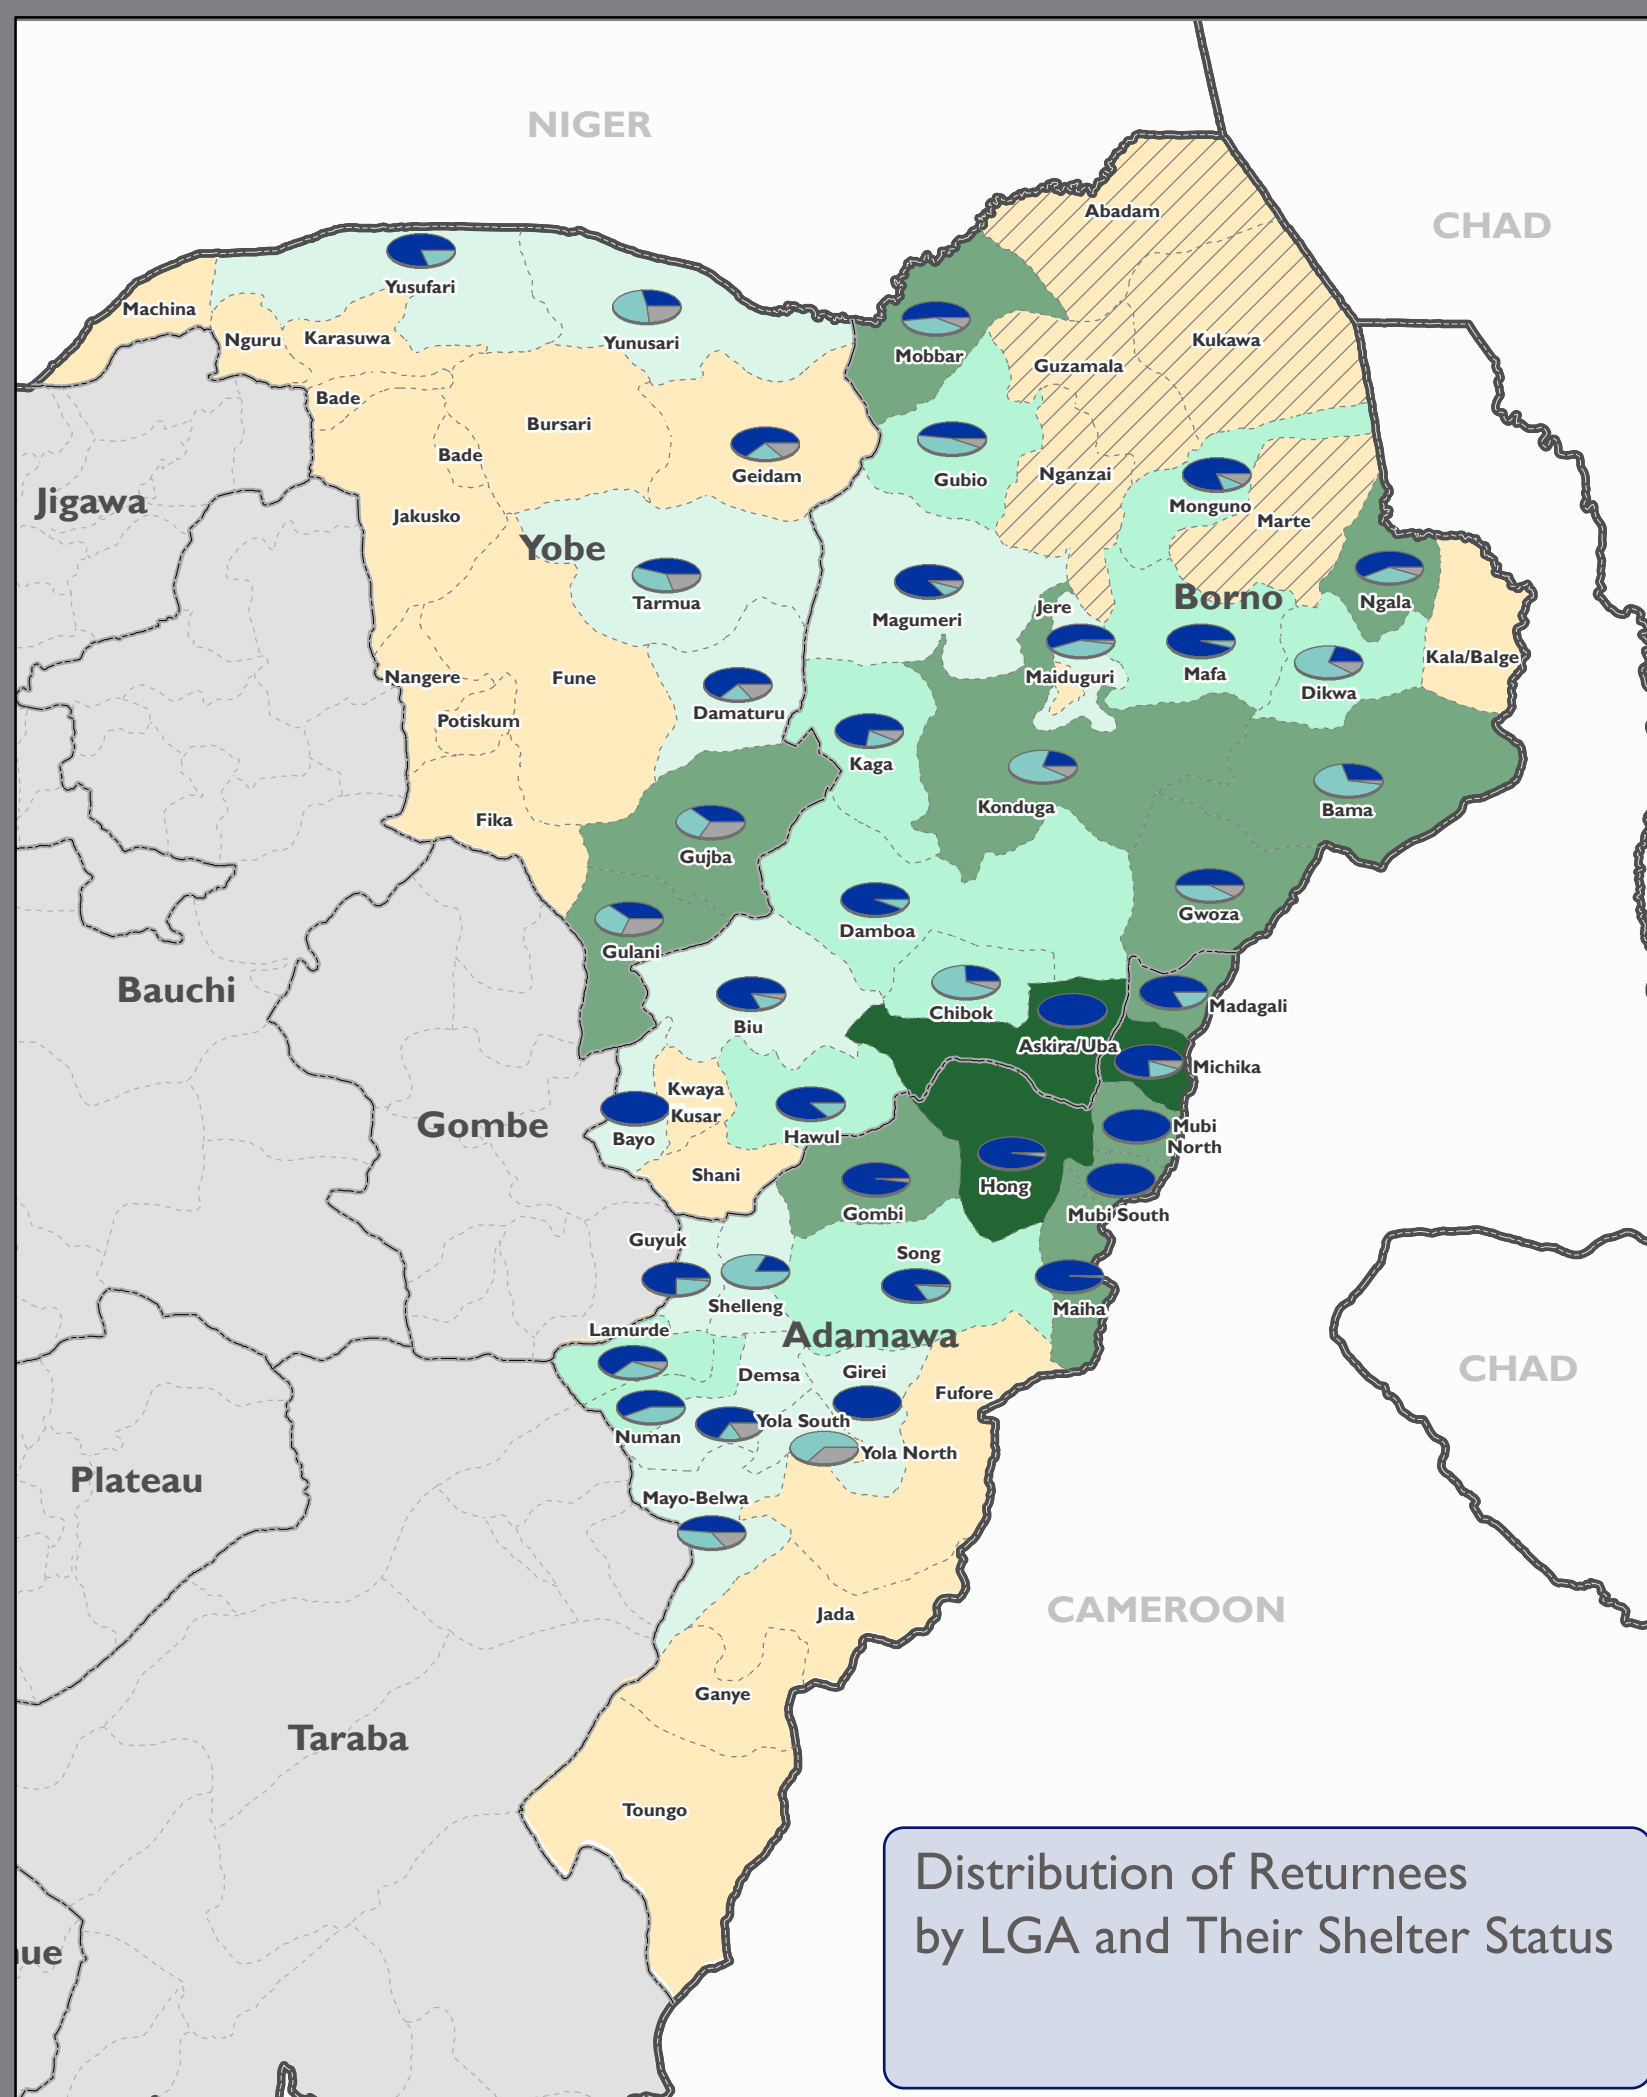 NIGER
CHAD
Abadam
Yusufari
Machina
Mobbar
Kukawa
Nguru
Karasuwa
Yunusari
Guzamala
Bade
Bursari
Bade
Geidam
Gubio
Nganzai
Monguno
Marte
Jigawa
Jakusko
Yobe
Tarmua
Magumeri
Jere
Borno
Ngala
Nangere
Fune
Maiduguri
Mafa
Dikwa
Kala/Balge
Potiskum
Damaturu
Kaga
Konduga
Bama
Fika
Gujba
Gwoza
Damboa
Gulani
Bauchi
Biu
Chibok
Madagali
Askira/Uba
Michika
Kwaya
Kusar
Gombe
Bayo
Hawul
Mubi
North
Shani
Hong
Gombi
Mubi South
Guyuk
Song
Shelleng
Maiha
Lamurde
Adamawa
CHAD
Demsa
Girei
Fufore
Numan
Yola South
Yola North
Plateau
Mayo-Belwa
CAMEROON
Jada
Ganye
Taraba
Toungo
Distribution of Returnees
by LGA and Their Shelter Status